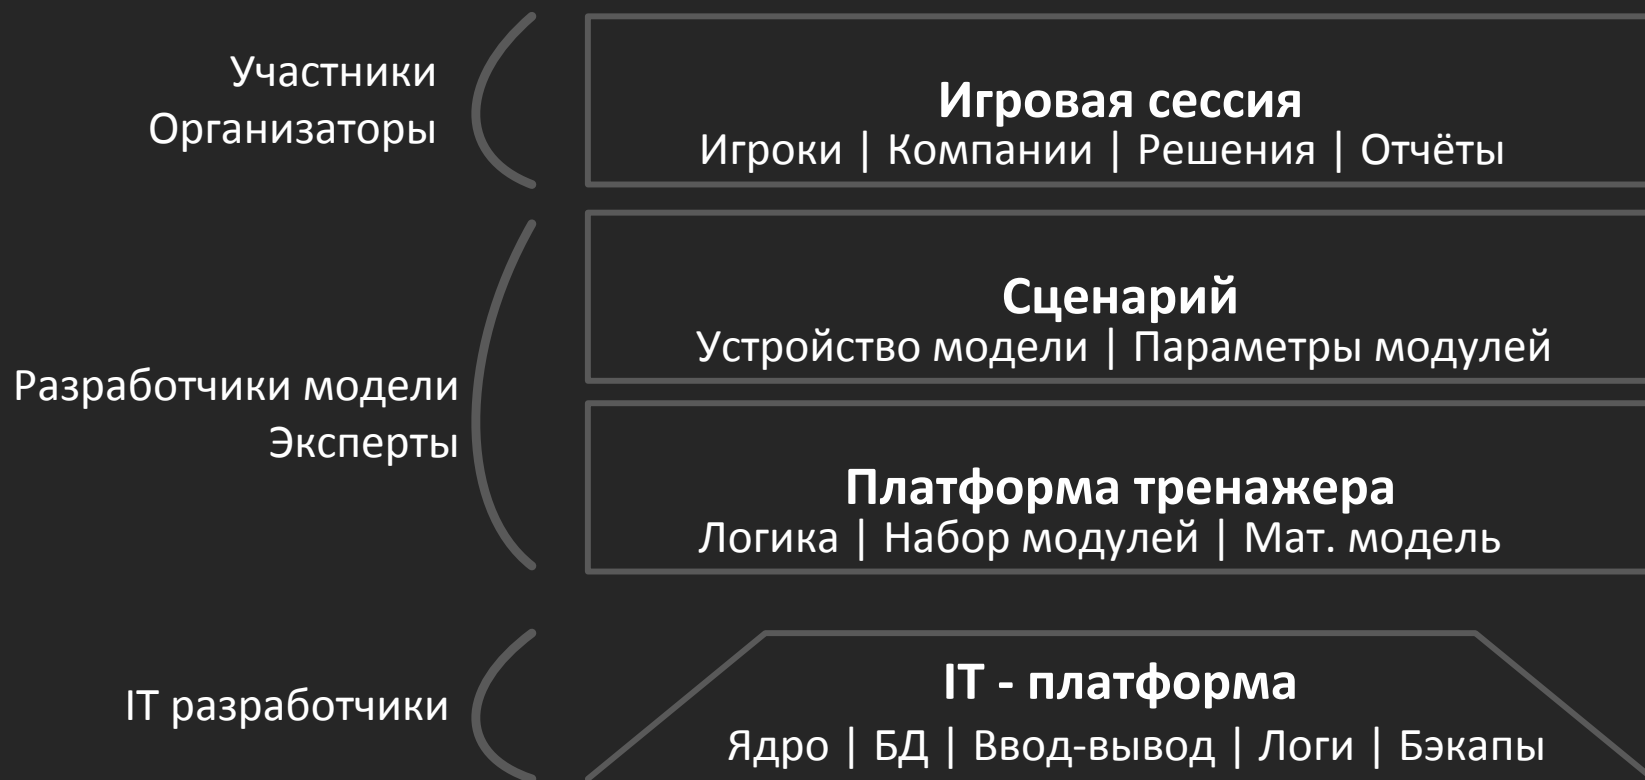 Участники
Организаторы
Игровая сессия
Игроки | Компании | Решения | Отчёты
Сценарий
Устройство модели | Параметры модулей
Разработчики модели
Эксперты
Платформа тренажера
Логика | Набор модулей | Мат. модель
IT разработчики
IT - платформа
Ядро | БД | Ввод-вывод | Логи | Бэкапы